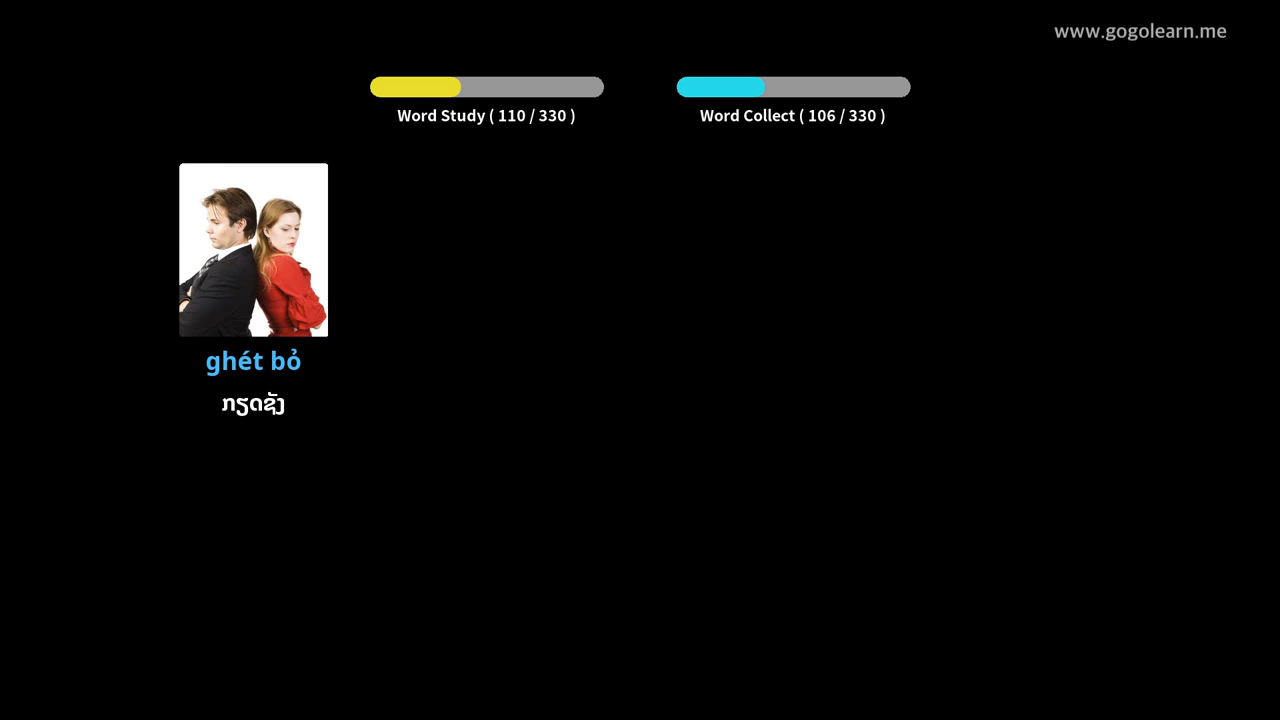 www.gogolearn.me
Word Study ( 110 / 330 )
Word Collect ( 106 / 330 )
ghét bỏ
ກຽດຊັງ